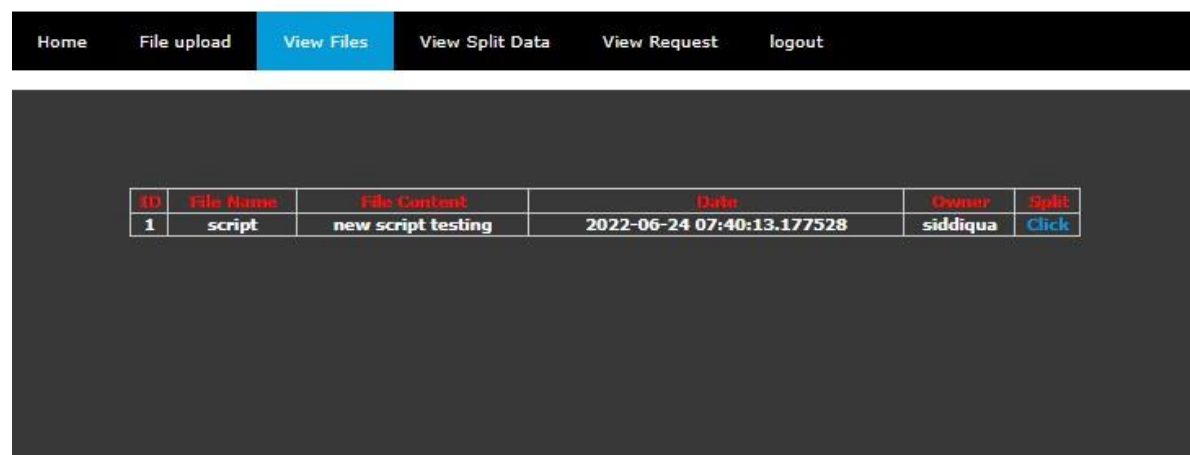 Home File upload View Files View Split Data View Request logout
ID File Name File Content Date Owner Split
1 script new script testing 2022-06-24 07:40:13.177528 siddiqua Click